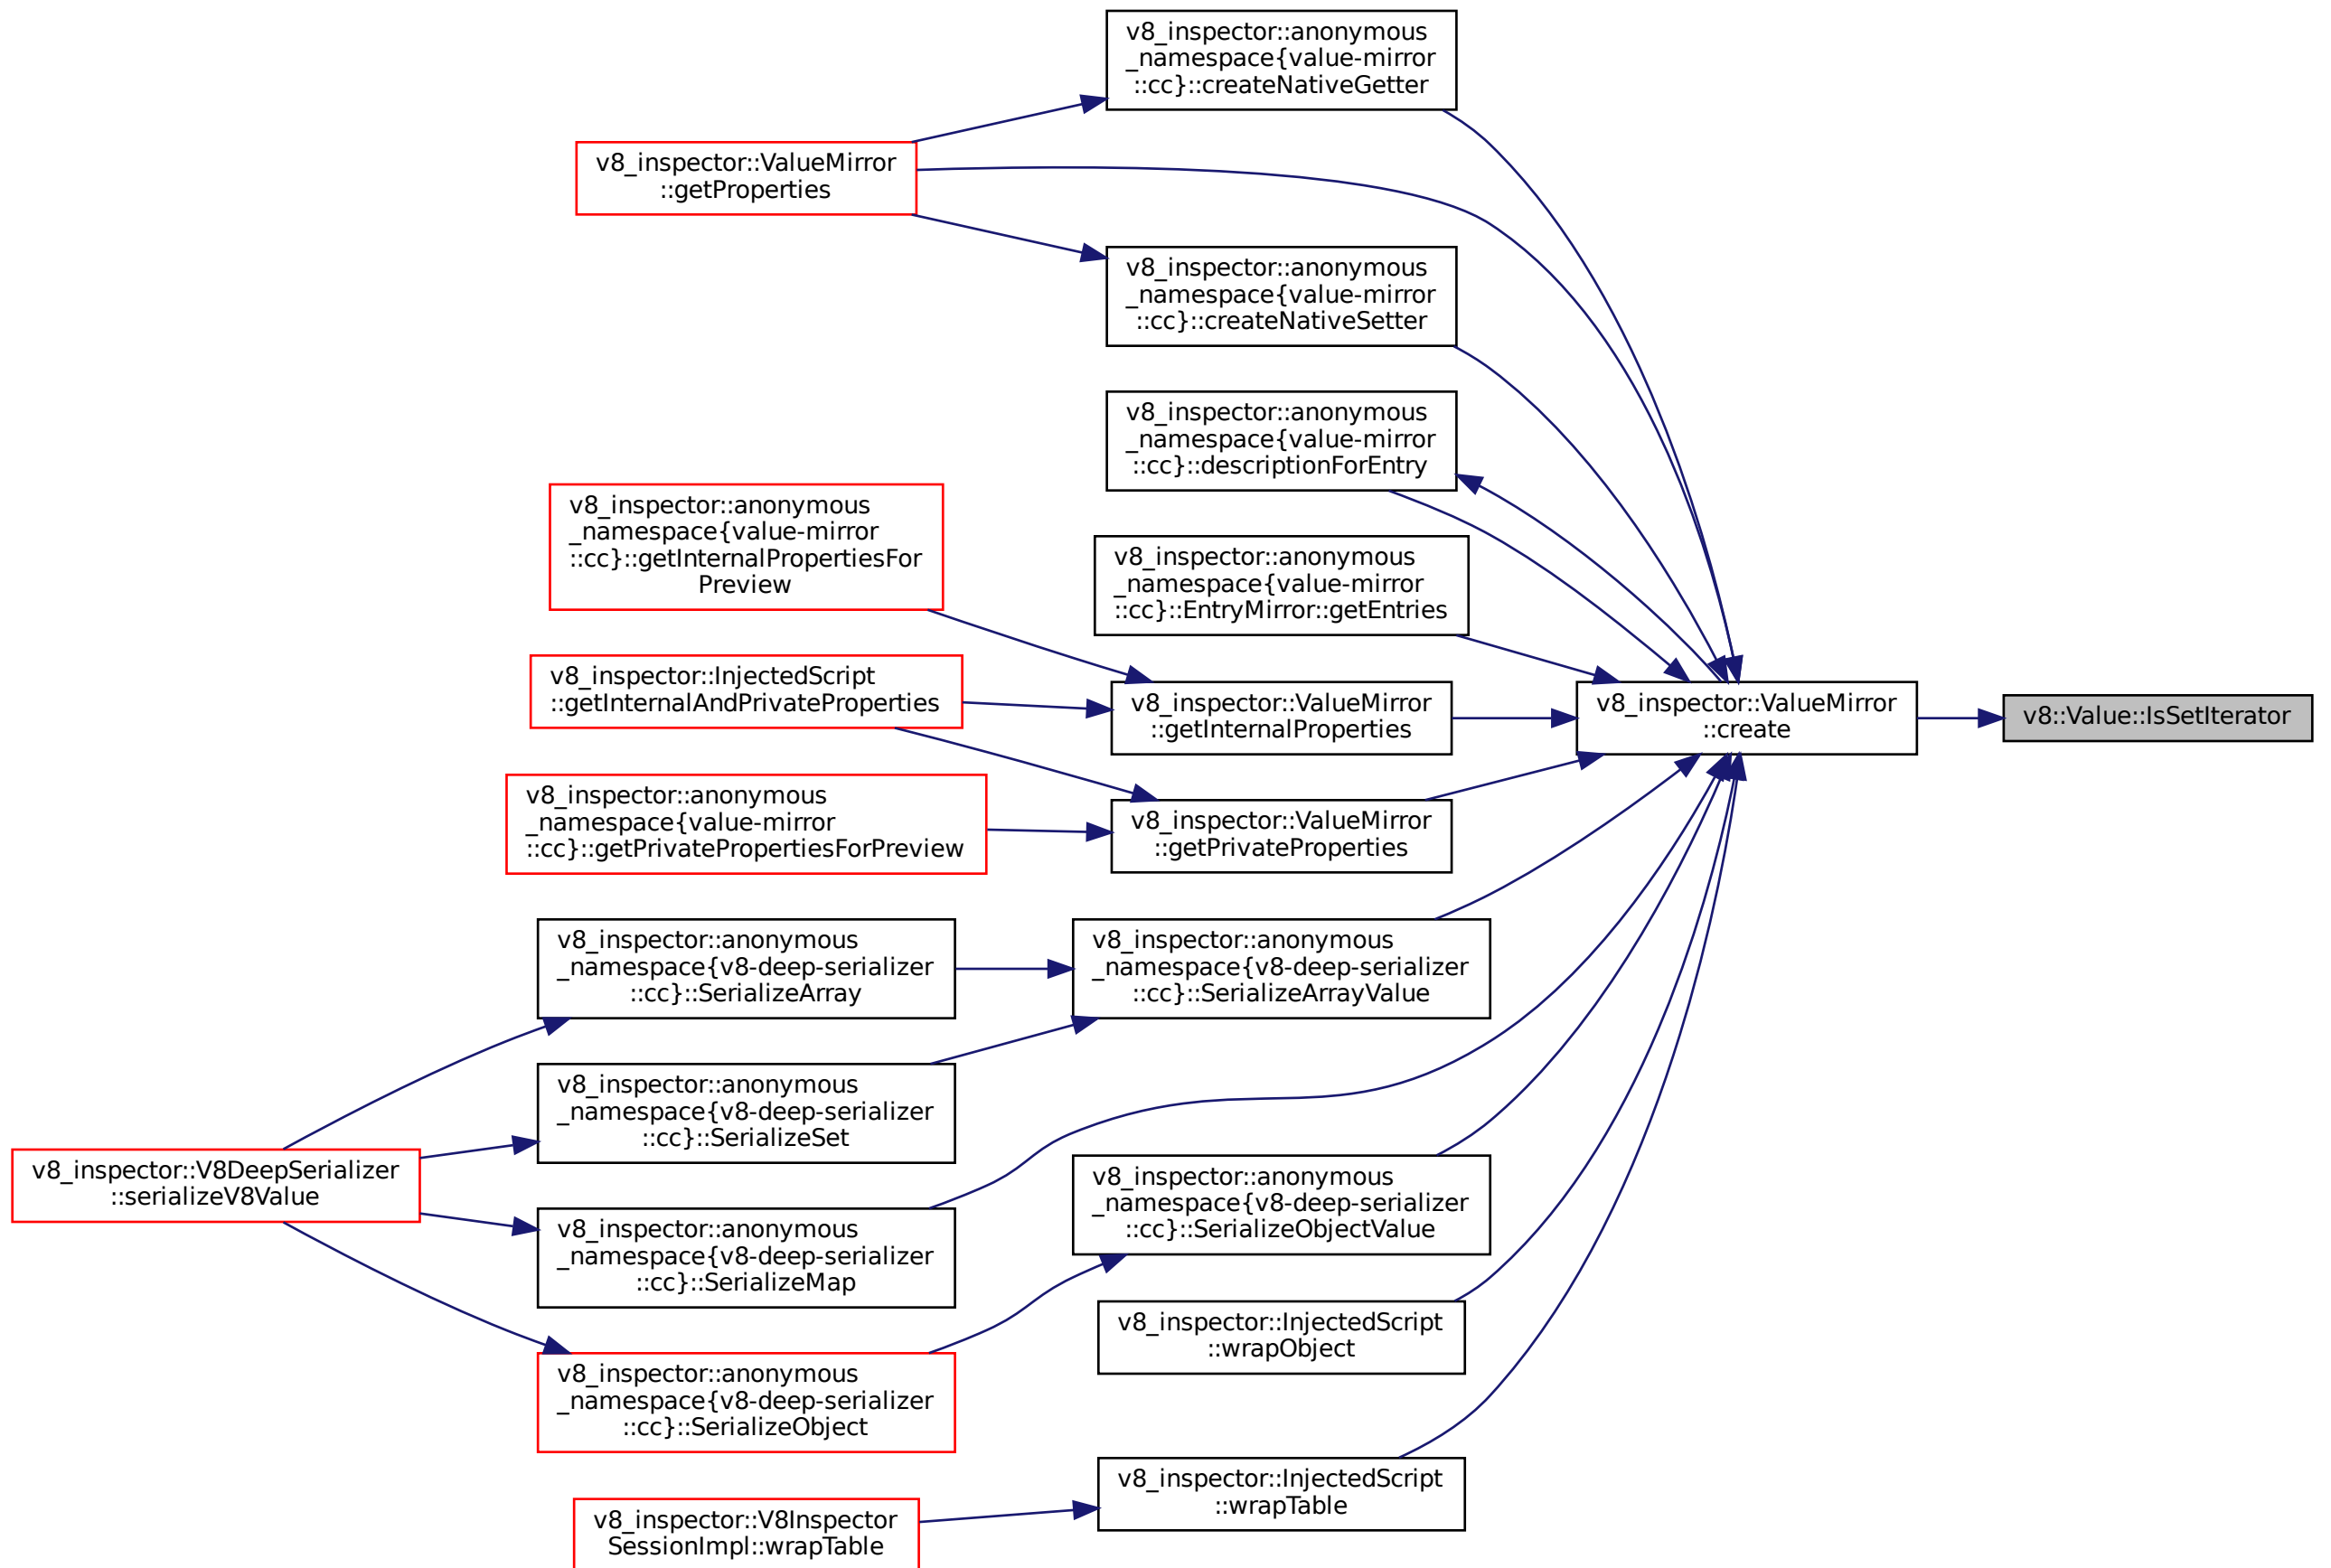 v8_inspector::anonymous
_namespace{value-mirror
::cc}::createNativeGetter
v8_inspector::ValueMirror
::getProperties
v8_inspector::anonymous
_namespace{value-mirror
::cc}::createNativeSetter
v8_inspector::anonymous
_namespace{value-mirror
::cc}::descriptionForEntry
v8_inspector::anonymous
_namespace{value-mirror
::cc}::getInternalPropertiesFor
Preview
v8_inspector::anonymous
_namespace{value-mirror
::cc}::EntryMirror::getEntries
v8_inspector::InjectedScript
::getInternalAndPrivateProperties
v8_inspector::ValueMirror
::getInternalProperties
v8_inspector::ValueMirror
::create
v8::Value::IsSetIterator
v8_inspector::anonymous
_namespace{value-mirror
::cc}::getPrivatePropertiesForPreview
v8_inspector::ValueMirror
::getPrivateProperties
v8_inspector::anonymous
_namespace{v8-deep-serializer
::cc}::SerializeArray
v8_inspector::anonymous
_namespace{v8-deep-serializer
::cc}::SerializeArrayValue
v8_inspector::anonymous
_namespace{v8-deep-serializer
::cc}::SerializeSet
v8_inspector::V8DeepSerializer
::serializeV8Value
v8_inspector::anonymous
_namespace{v8-deep-serializer
::cc}::SerializeObjectValue
v8_inspector::anonymous
_namespace{v8-deep-serializer
::cc}::SerializeMap
v8_inspector::InjectedScript
::wrapObject
v8_inspector::anonymous
_namespace{v8-deep-serializer
::cc}::SerializeObject
v8_inspector::InjectedScript
::wrapTable
v8_inspector::V8Inspector
SessionImpl::wrapTable